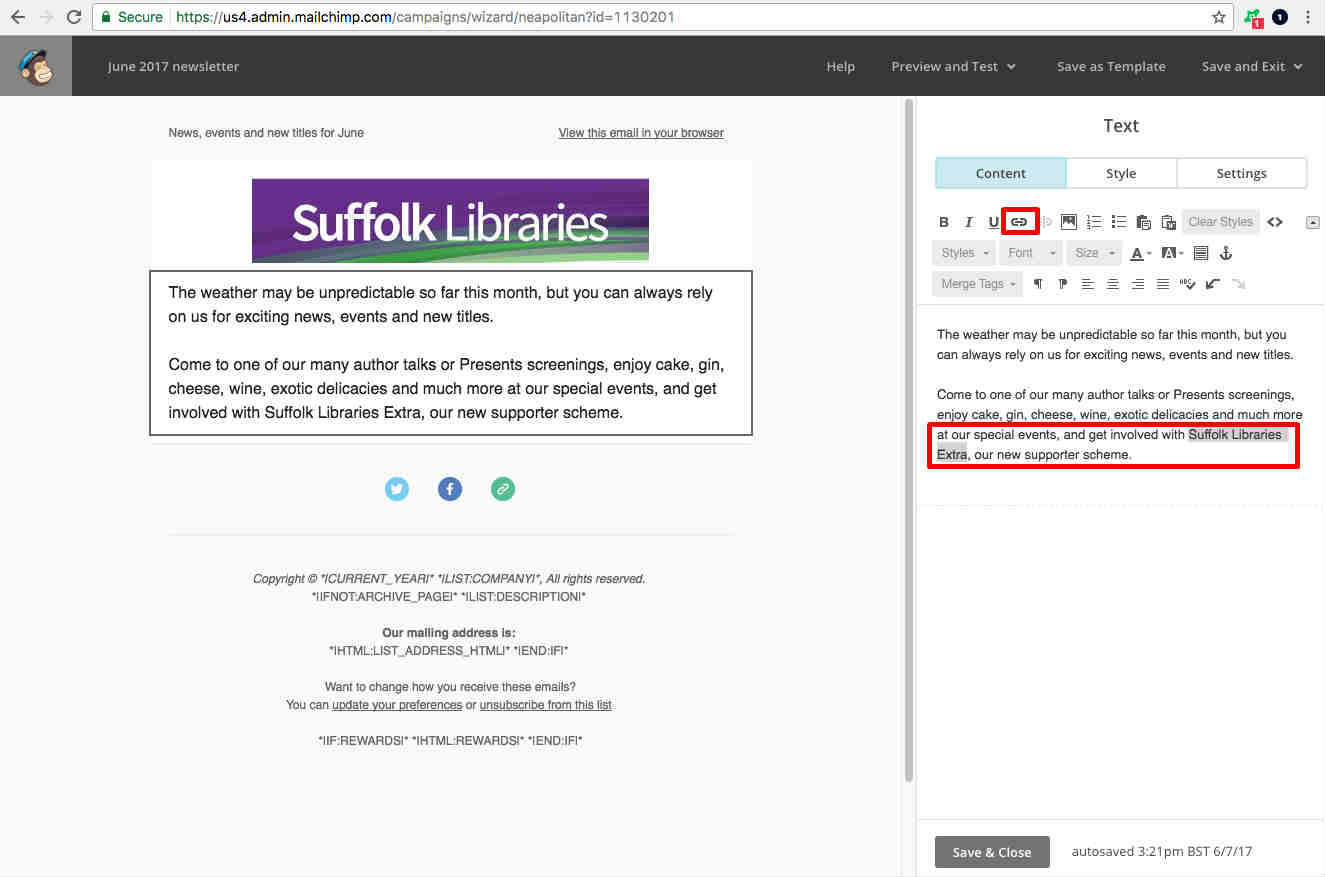 Secure https://us4.admin.mailchimp.com/campaigns/wizard/neapolitan?id=1130201
1
1
June 2017 newsletter
Help Preview and Test Save as Template Save and Exit
News, events and new titles for June
View this email in your browser
Suffolk Libraries
The weather may be unpredictable so far this month, but you can always rely
on us for exciting news, events and new titles.
Come to one of our many author talks or Presents screenings, enjoy cake, gin,
cheese, wine, exotic delicacies and much more at our special events, and get
involved with Suffolk Libraries Extra, our new supporter scheme.
Copyright © *|CURRENT_YEAR|* *|LIST:COMPANY|*, All rights reserved.
*|IFNOT:ARCHIVE_PAGE|* *|LIST:DESCRIPTION|*
Our mailing address is:
*|HTML:LIST_ADDRESS_HTML|* *|END:IF|*
Want to change how you receive these emails?
You can update your preferences or unsubscribe from this list
*|IF:REWARDS|* *|HTML:REWARDS|* *|END:IF|*
Text
Content Style Settings
B I U Clear Styles
Styles Font Size A A
Merge Tags ABC
The weather may be unpredictable so far this month, but you
can always rely on us for exciting news, events and new titles.
Come to one of our many author talks or Presents screenings,
enjoy cake, gin, cheese, wine, exotic delicacies and much more
at our special events, and get involved with Suffolk Libraries
Extra, our new supporter scheme.
Save & Close autosaved 3:21pm BST 6/7/17